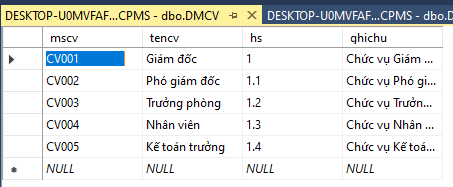 DESKTOP-U0MVFAF...CPMS - dbo.DMCV DESKTOP-U0MVFAF...CPMS - dbo.D
mscv tencv hs ghichu
CV001 Giám đốc 1 Chức vụ Giám ...
CV002 Phó giám đốc 1.1 Chức vụ Phó gi...
CV003 Trưởng phòng 1.2 Chức vụ Trưởn...
CV004 Nhân viên 1.3 Chức vụ Nhân ...
CV005 Kế toán trưởng 1.4 Chức vụ Kế toá...
NULL NULL NULL NULL